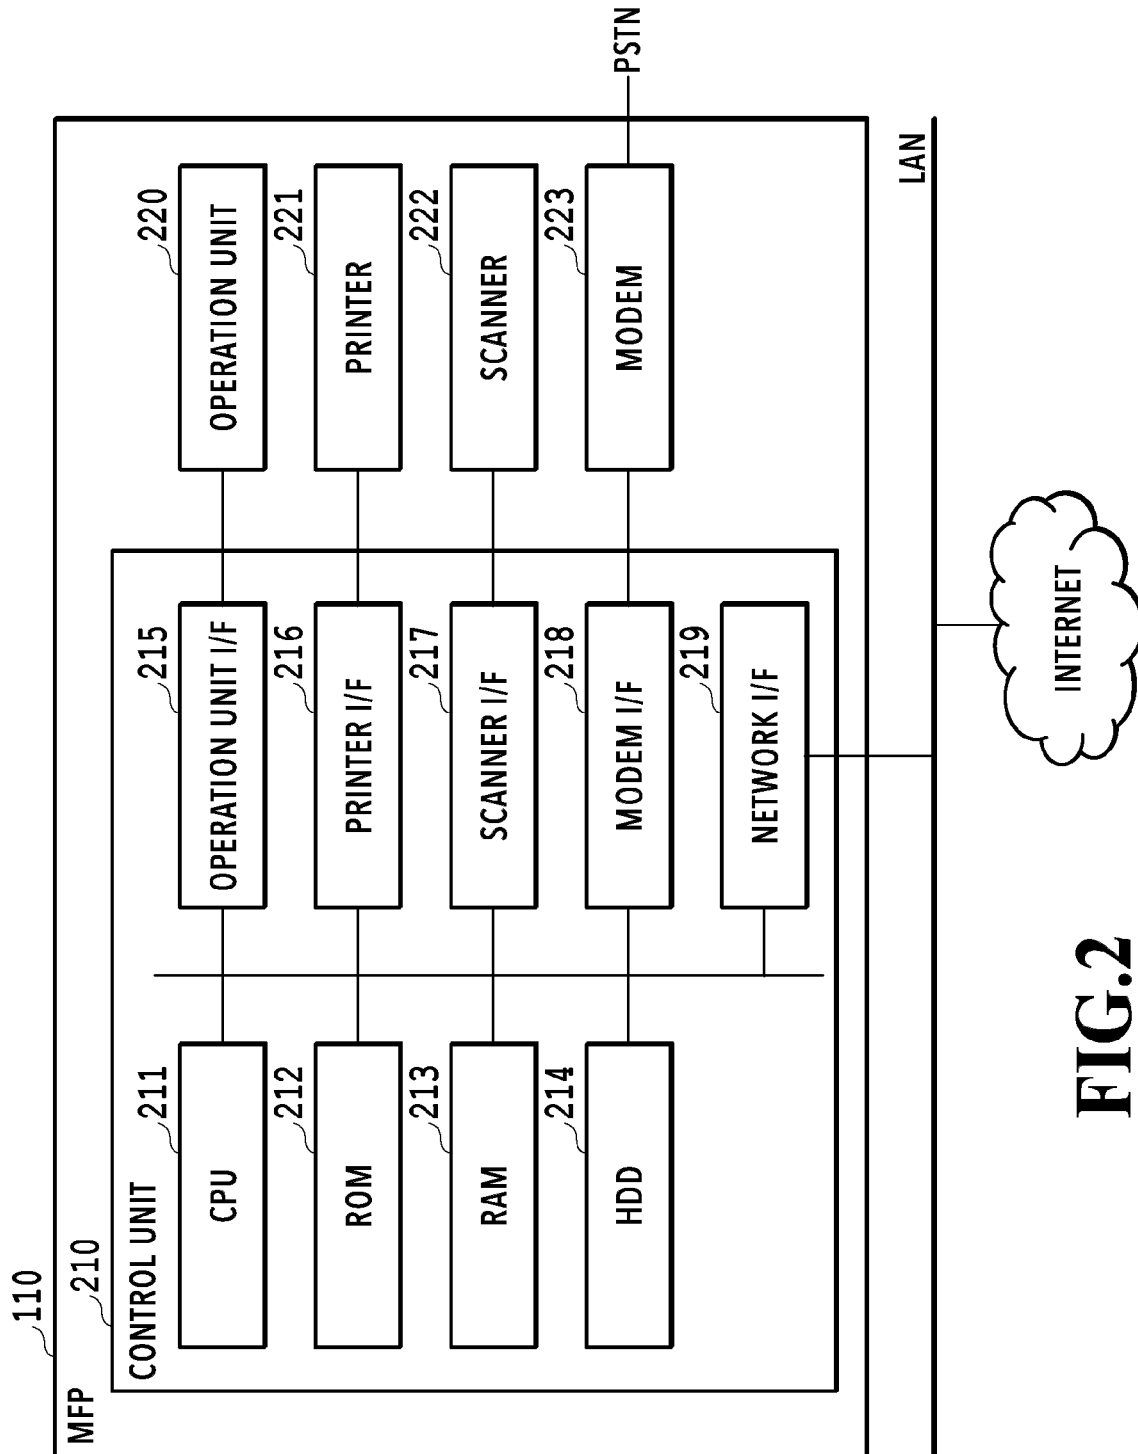 110
MFP
210
CONTROL UNIT
211
CPU
212
ROM
213
RAM
214
HDD
215
OPERATION UNIT I/F
216
PRINTER I/F
217
SCANNER I/F
218
MODEM I/F
219
NETWORK I/F
220
OPERATION UNIT
221
PRINTER
222
SCANNER
223
MODEM
PSTN
LAN
INTERNET
FIG.2